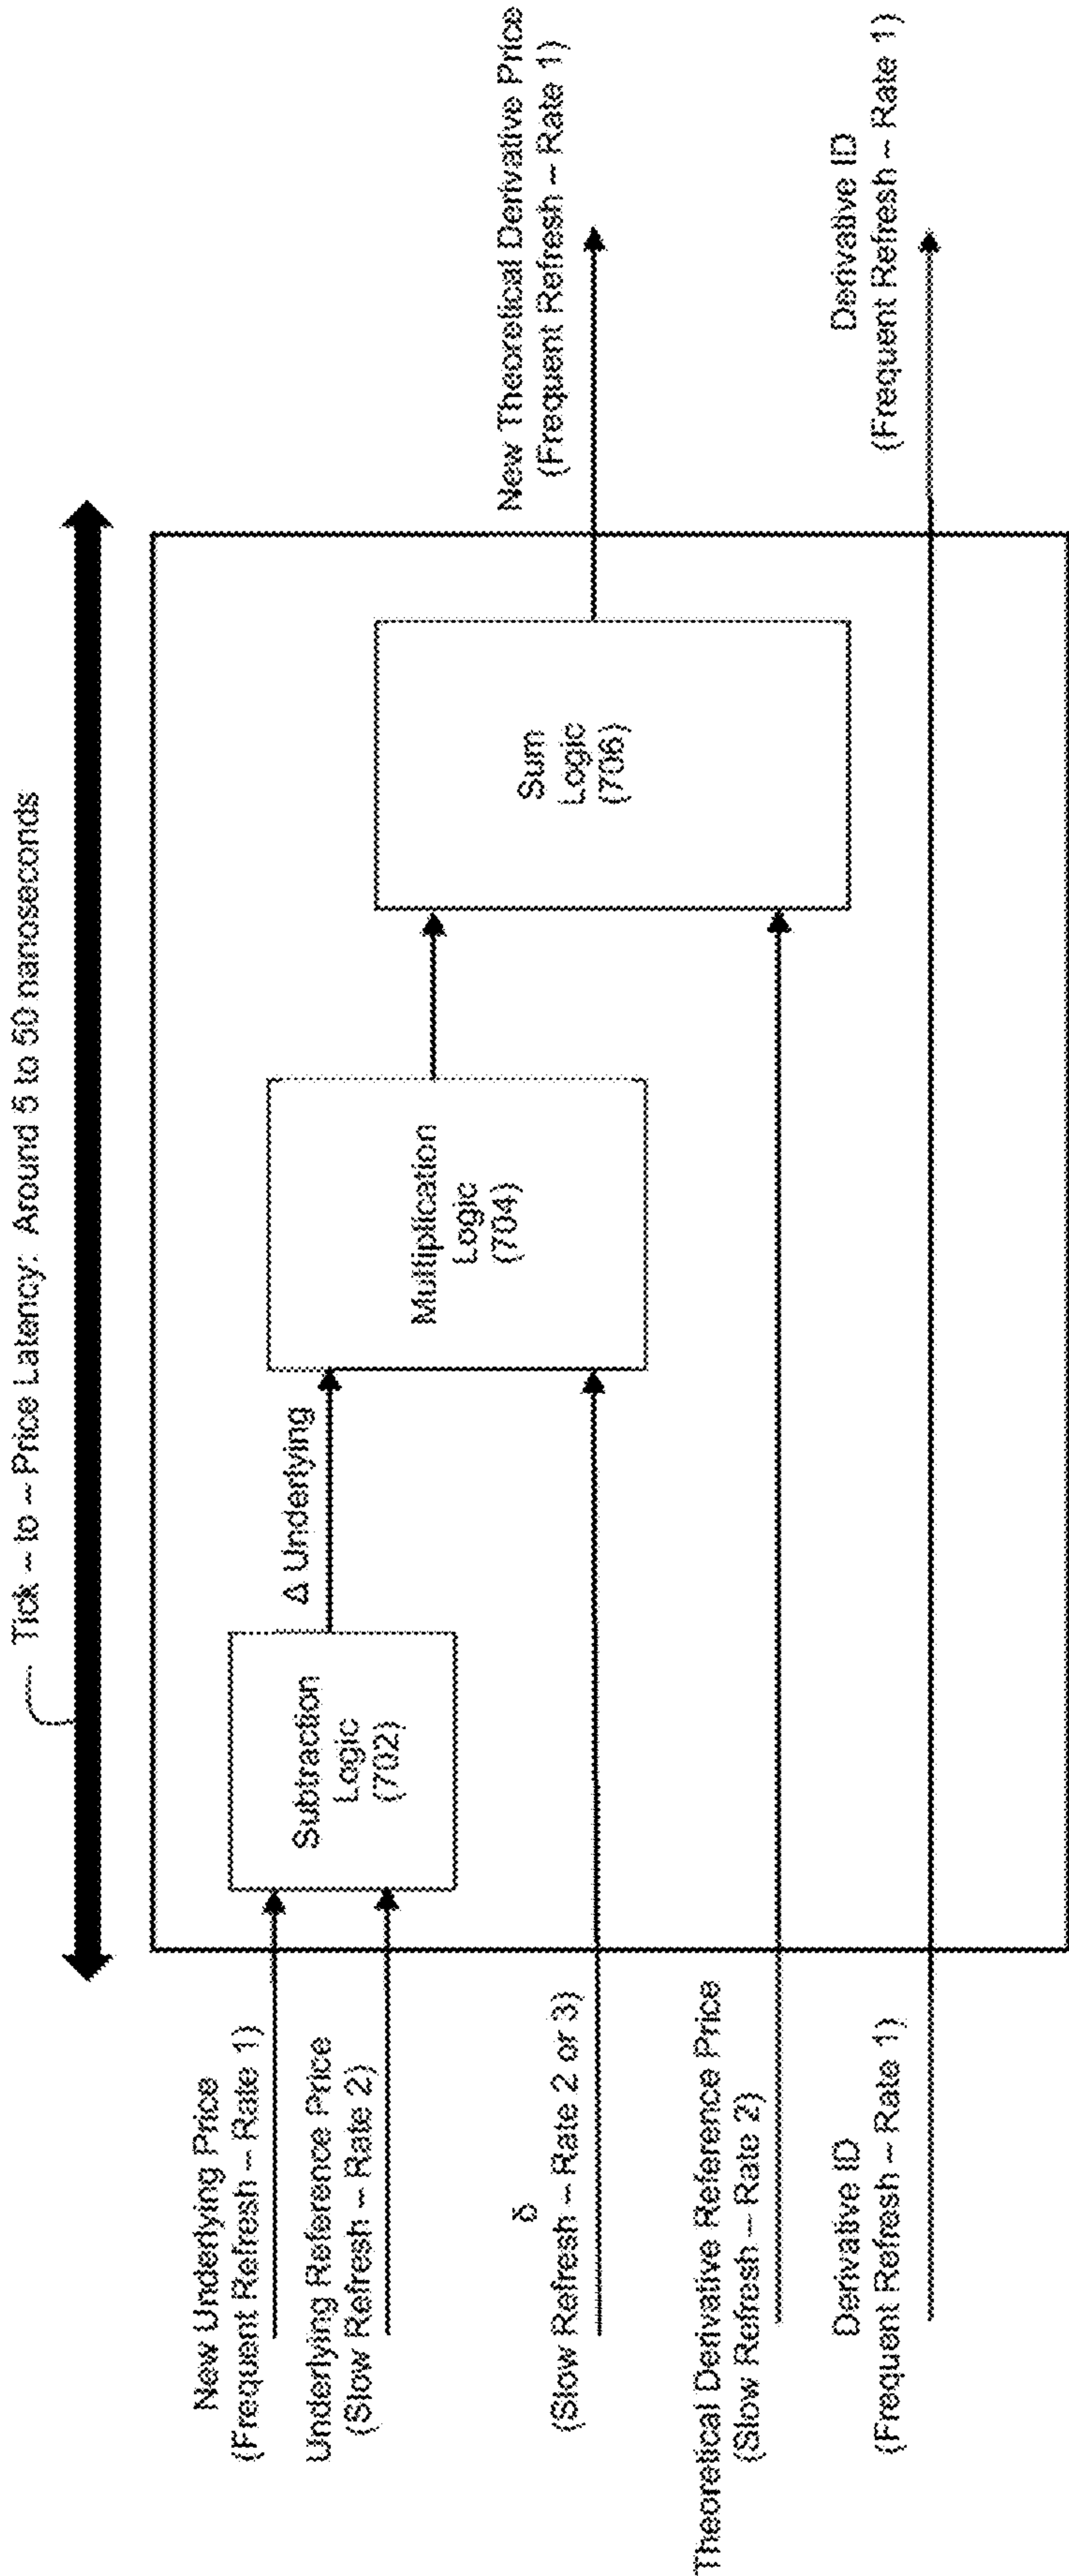 Tick – to – Price Latency: Around 5 to 50 nanoseconds
New Underlying Price
(Frequent Refresh – Rate 1)
Underlying Reference Price
(Slow Refresh – Rate 2)
δ
(Slow Refresh – Rate 2 or 3)
Theoretical Derivative Reference Price
(Slow Refresh – Rate 2)
Derivative ID
(Frequent Refresh – Rate 1)
Subtraction
Logic
(702)
Δ Underlying
Multiplication
Logic
(704)
Sum
Logic
(706)
New Theoretical Derivative Price
(Frequent Refresh – Rate 1)
Derivative ID
(Frequent Refresh – Rate 1)